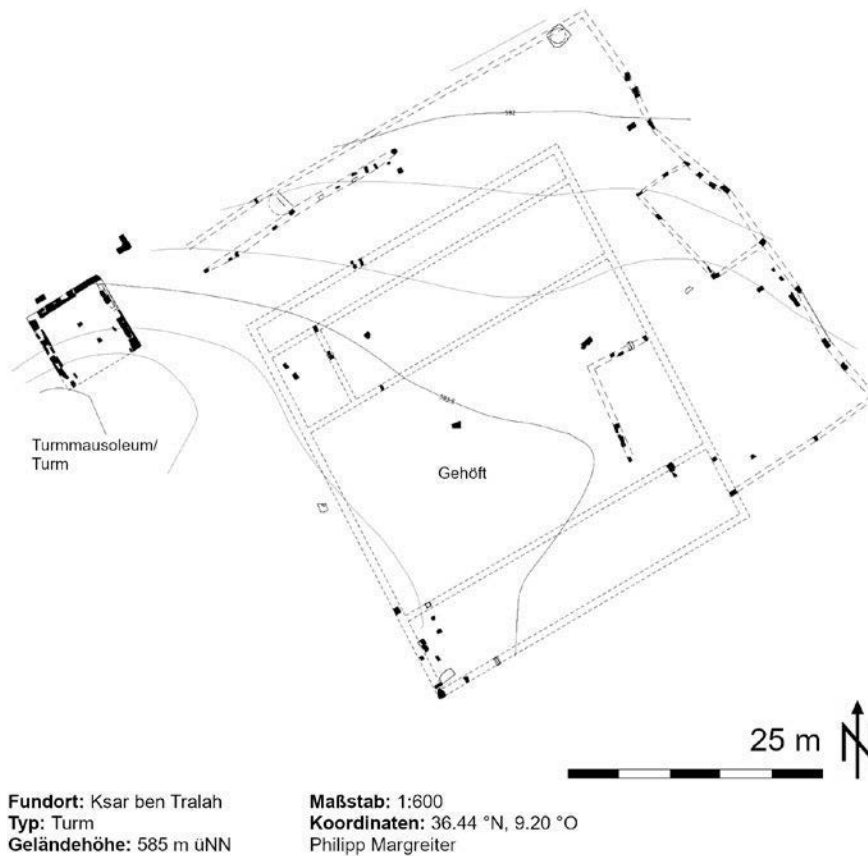 592
Turmmausoleum/
Turm
Gehöft
25 m
N
Fundort: Ksar ben Tralah
Typ: Turm
Geländehöhe: 585 m üNN
Maßstab: 1:600
Koordinaten: 36.44 °N, 9.20 °O
Philipp Margreiter